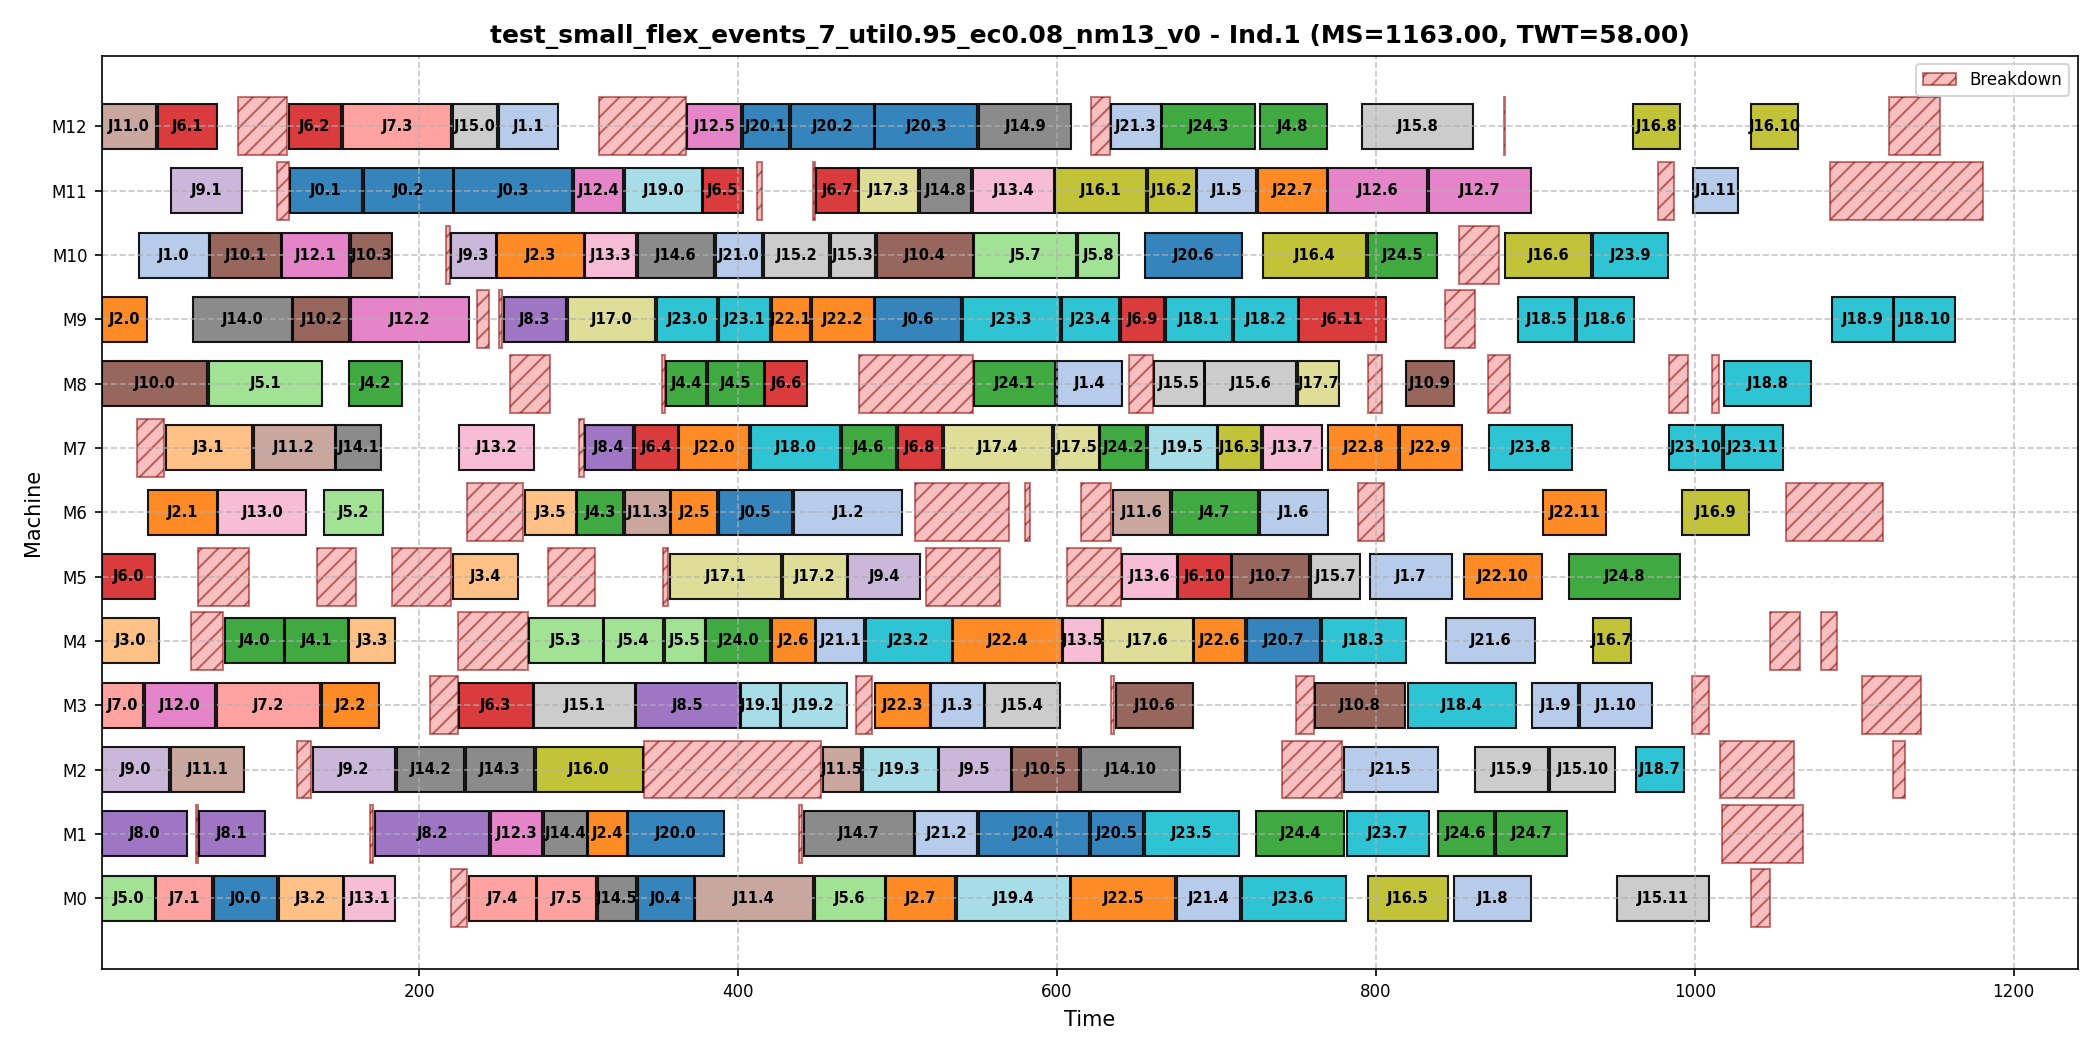 test_small_flex_events_7_util0.95_ec0.08_nm13_v0 - Ind.1 (MS=1163.00, TWT=58.00)
Breakdown
M12 J11.0 J6.1 J6.2 J7.3 J15.0 J1.1 J12.5 J20.1 J20.2 J20.3 J14.9 J21.3 J24.3 J4.8 J15.8 J16.8 J16.10
M11 J9.1 J0.1 J0.2 J0.3 J12.4 J19.0 J6.5 J6.7 J17.3 J14.8 J13.4 J16.1 J16.2 J1.5 J22.7 J12.6 J12.7 J1.11
M10 J1.0 J10.1 J12.1 J10.3 J9.3 J2.3 J13.3 J14.6 J21.0 J15.2 J15.3 J10.4 J5.7 J5.8 J20.6 J16.4 J24.5 J16.6 J23.9
M9 J2.0 J14.0 J10.2 J12.2 J8.3 J17.0 J23.0 J23.1 J22.1 J22.2 J0.6 J23.3 J23.4 J6.9 J18.1 J18.2 J6.11 J18.5 J18.6 J18.9 J18.10
M8 J10.0 J5.1 J4.2 J4.4 J4.5 J6.6 J24.1 J1.4 J15.5 J15.6 J17.7 J10.9 J18.8
M7 J3.1 J11.2 J14.1 J13.2 J8.4 J6.4 J22.0 J18.0 J4.6 J6.8 J17.4 J17.5 J24.2 J19.5 J16.3 J13.7 J22.8 J22.9 J23.8 J23.10 J23.11
M6 J2.1 J13.0 J5.2 J3.5 J4.3 J11.3 J2.5 J0.5 J1.2 J11.6 J4.7 J1.6 J22.11 J16.9
M5 J6.0 J3.4 J17.1 J17.2 J9.4 J13.6 J6.10 J10.7 J15.7 J1.7 J22.10 J24.8
M4 J3.0 J4.0 J4.1 J3.3 J5.3 J5.4 J5.5 J24.0 J2.6 J21.1 J23.2 J22.4 J13.5 J17.6 J22.6 J20.7 J18.3 J21.6 J16.7
M3 J7.0 J12.0 J7.2 J2.2 J6.3 J15.1 J8.5 J19.1 J19.2 J22.3 J1.3 J15.4 J10.6 J10.8 J18.4 J1.9 J1.10
M2 J9.0 J11.1 J9.2 J14.2 J14.3 J16.0 J11.5 J19.3 J9.5 J10.5 J14.10 J21.5 J15.9 J15.10 J18.7
M1 J8.0 J8.1 J8.2 J12.3 J14.4 J2.4 J20.0 J14.7 J21.2 J20.4 J20.5 J23.5 J24.4 J23.7 J24.6 J24.7
M0 J5.0 J7.1 J0.0 J3.2 J13.1 J7.4 J7.5 J14.5 J0.4 J11.4 J5.6 J2.7 J19.4 J22.5 J21.4 J23.6 J16.5 J1.8 J15.11
Machine
200 400 600 800 1000 1200
Time